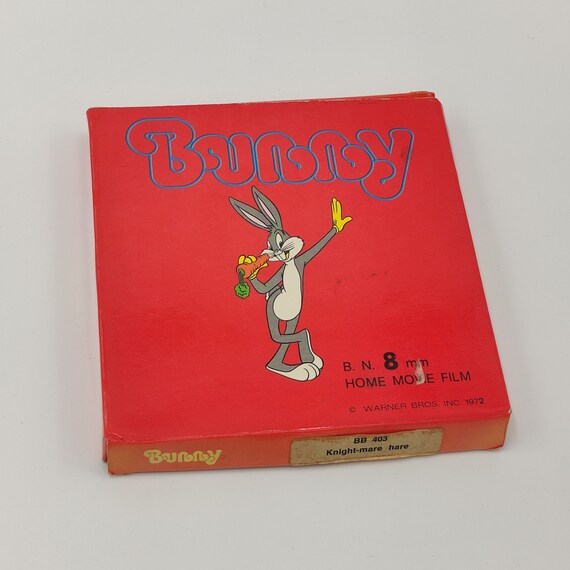 Bunny
B. N. 8 mm
HOME MOVIE FILM
© WARNER BROS. INC 1972
Bunny
BB 403
Knight-mare hare